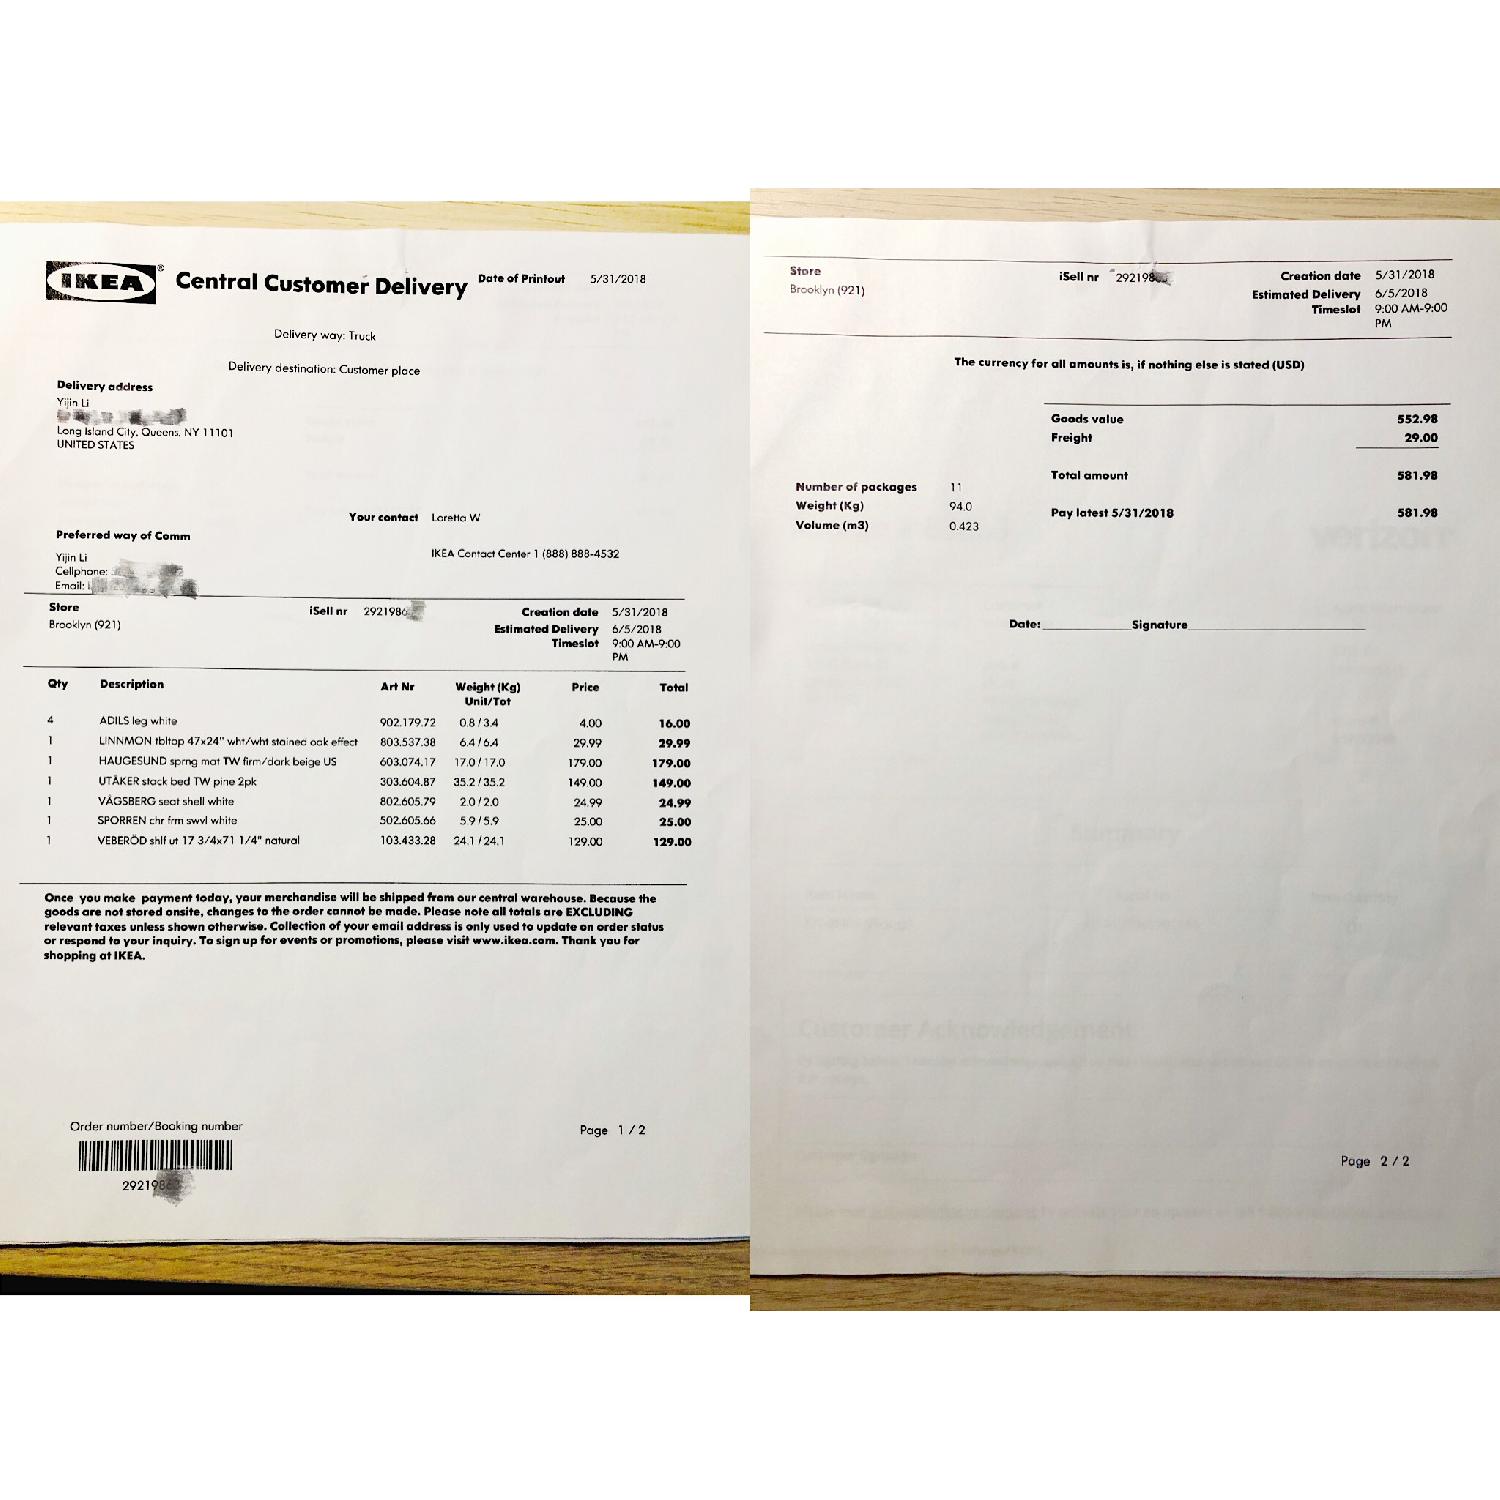 IKEA® Central Customer Delivery Date of Printout 5/31/2018
Delivery way: Truck
Delivery destination: Customer place
Delivery address
Yijin Li
Long Island City, Queens, NY 11101
UNITED STATES
Your contact Loretta W
Preferred way of Comm
IKEA Contact Center 1 (888) 888-4532
Yijin Li
Cellphone:
Email:
Store iSell nr 292198 Creation date 5/31/2018
Brooklyn (921) Estimated Delivery 6/5/2018
Timeslot 9:00 AM-9:00
PM
Qty Description Art Nr Weight (Kg) Price Total
Unit/Tot
4 ADILS leg white 902.179.72 0.8 / 3.4 4.00 16.00
1 LINNMON tbltop 47x24" wht/wht stained oak effect 803.537.38 6.4 / 6.4 29.99 29.99
1 HAUGESUND sprng mat TW firm/dark beige US 603.074.17 17.0 / 17.0 179.00 179.00
1 UTÅKER stack bed TW pine 2pk 303.604.87 35.2 / 35.2 149.00 149.00
1 VÅGSBERG seat shell white 802.605.79 2.0 / 2.0 24.99 24.99
1 SPORREN chr frm swvl white 502.605.66 5.9 / 5.9 25.00 25.00
1 VEBERÖD shlf ut 17 3/4x71 1/4" natural 103.433.28 24.1 / 24.1 129.00 129.00
Once you make payment today, your merchandise will be shipped from our central warehouse. Because the
goods are not stored onsite, changes to the order cannot be made. Please note all totals are EXCLUDING
relevant taxes unless shown otherwise. Collection of your email address is only used to update on order status
or respond to your inquiry. To sign up for events or promotions, please visit www.ikea.com. Thank you for
shopping at IKEA.
Order number/Booking number
Page 1 / 2
292198
Store iSell nr 292198 Creation date 5/31/2018
Brooklyn (921) Estimated Delivery 6/5/2018
Timeslot 9:00 AM-9:00
PM
The currency for all amounts is, if nothing else is stated (USD)
Goods value 552.98
Freight 29.00
Total amount 581.98
Number of packages 11
Weight (Kg) 94.0
Pay latest 5/31/2018 581.98
Volume (m3) 0.423
Date: Signature
verizon
Summary
Customer Acknowledgement
Page 2 / 2